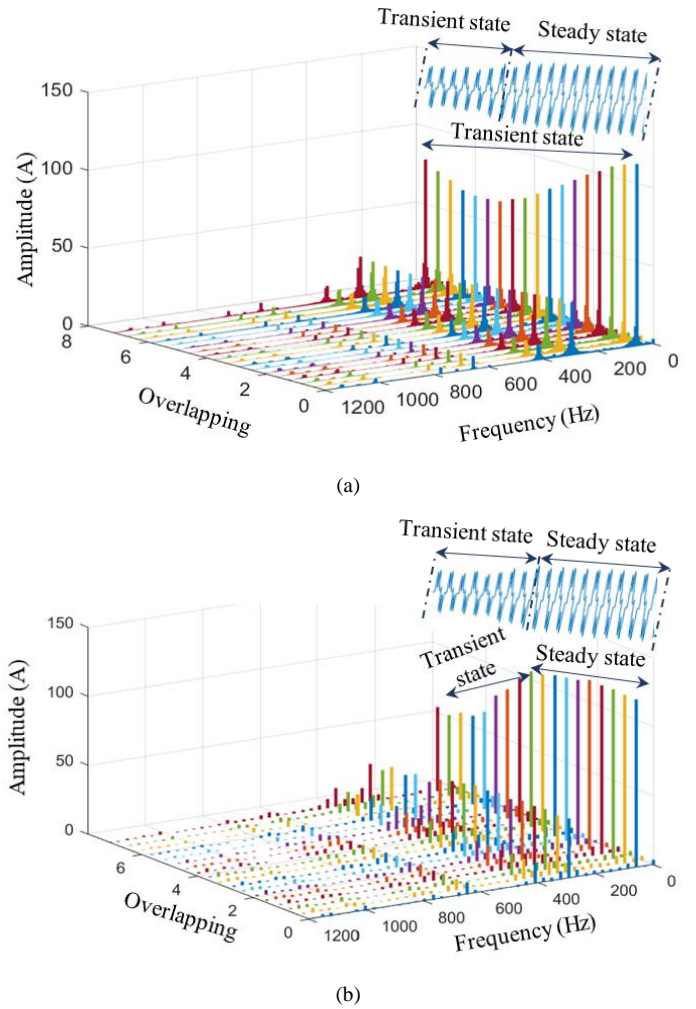 Transient state Steady state
Transient state
Amplitude (A)
150
100
50
0
8
6
4
2
0
Overlapping
1200
1000
800
600
400
200
0
Frequency (Hz)
(a)
Transient state Steady state
Transient
state
Steady state
Amplitude (A)
150
100
50
0
6
4
2
0
Overlapping
1200
1000
800
600
400
200
0
Frequency (Hz)
(b)